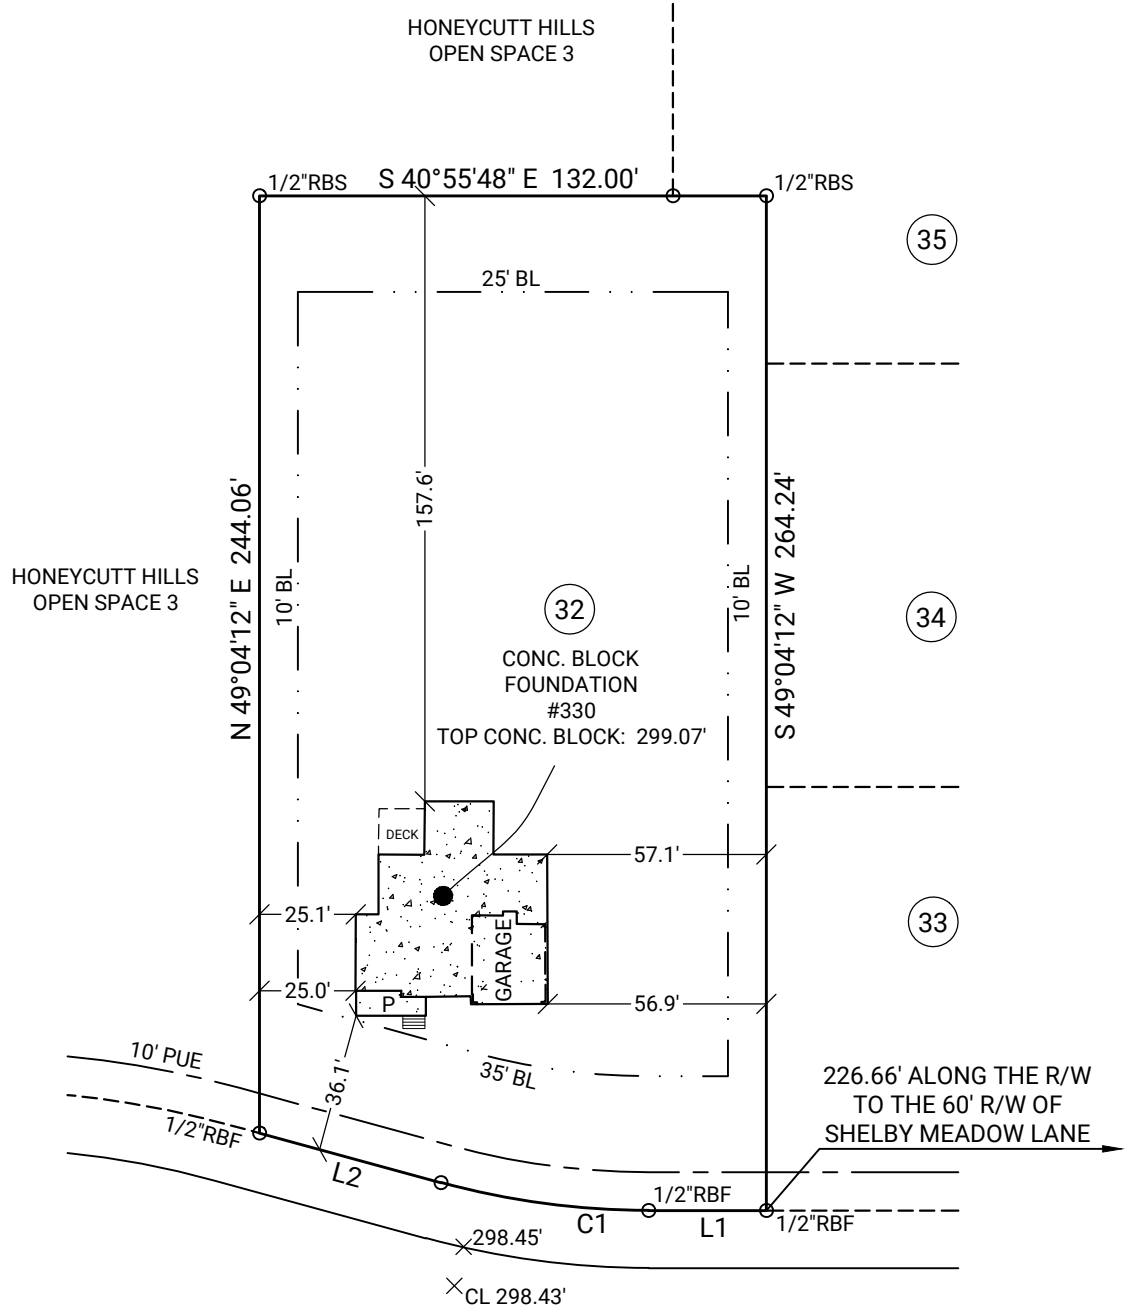 HONEYCUTT HILLS
OPEN SPACE 3
1/2"RBS
S 40°55'48" E 132.00'
1/2"RBS
35
25' BL
157.6'
N 49°04'12" E 244.06'
S 49°04'12" W 264.24'
HONEYCUTT HILLS
OPEN SPACE 3
10' BL
10' BL
32
34
CONC. BLOCK
FOUNDATION
#330
TOP CONC. BLOCK: 299.07'
DECK
57.1'
25.1'
33
GARAGE
25.0'
P
56.9'
10' PUE
36.1'
35' BL
226.66' ALONG THE R/W
TO THE 60' R/W OF
SHELBY MEADOW LANE
1/2"RBF
L2
1/2"RBF
C1
L1
1/2"RBF
298.45'
CL 298.43'